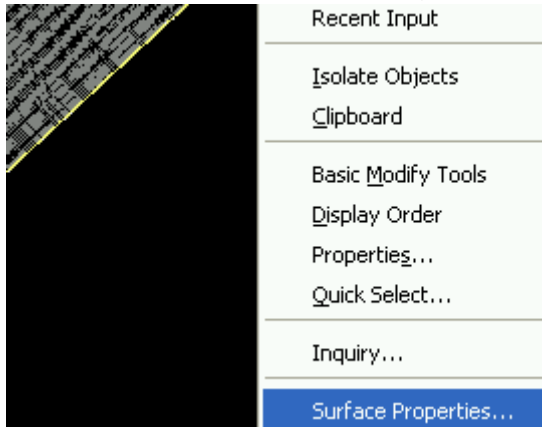 Recent Input
Isolate Objects
Clipboard
Basic Modify Tools
Display Order
Properties...
Quick Select...
Inquiry...
Surface Properties...